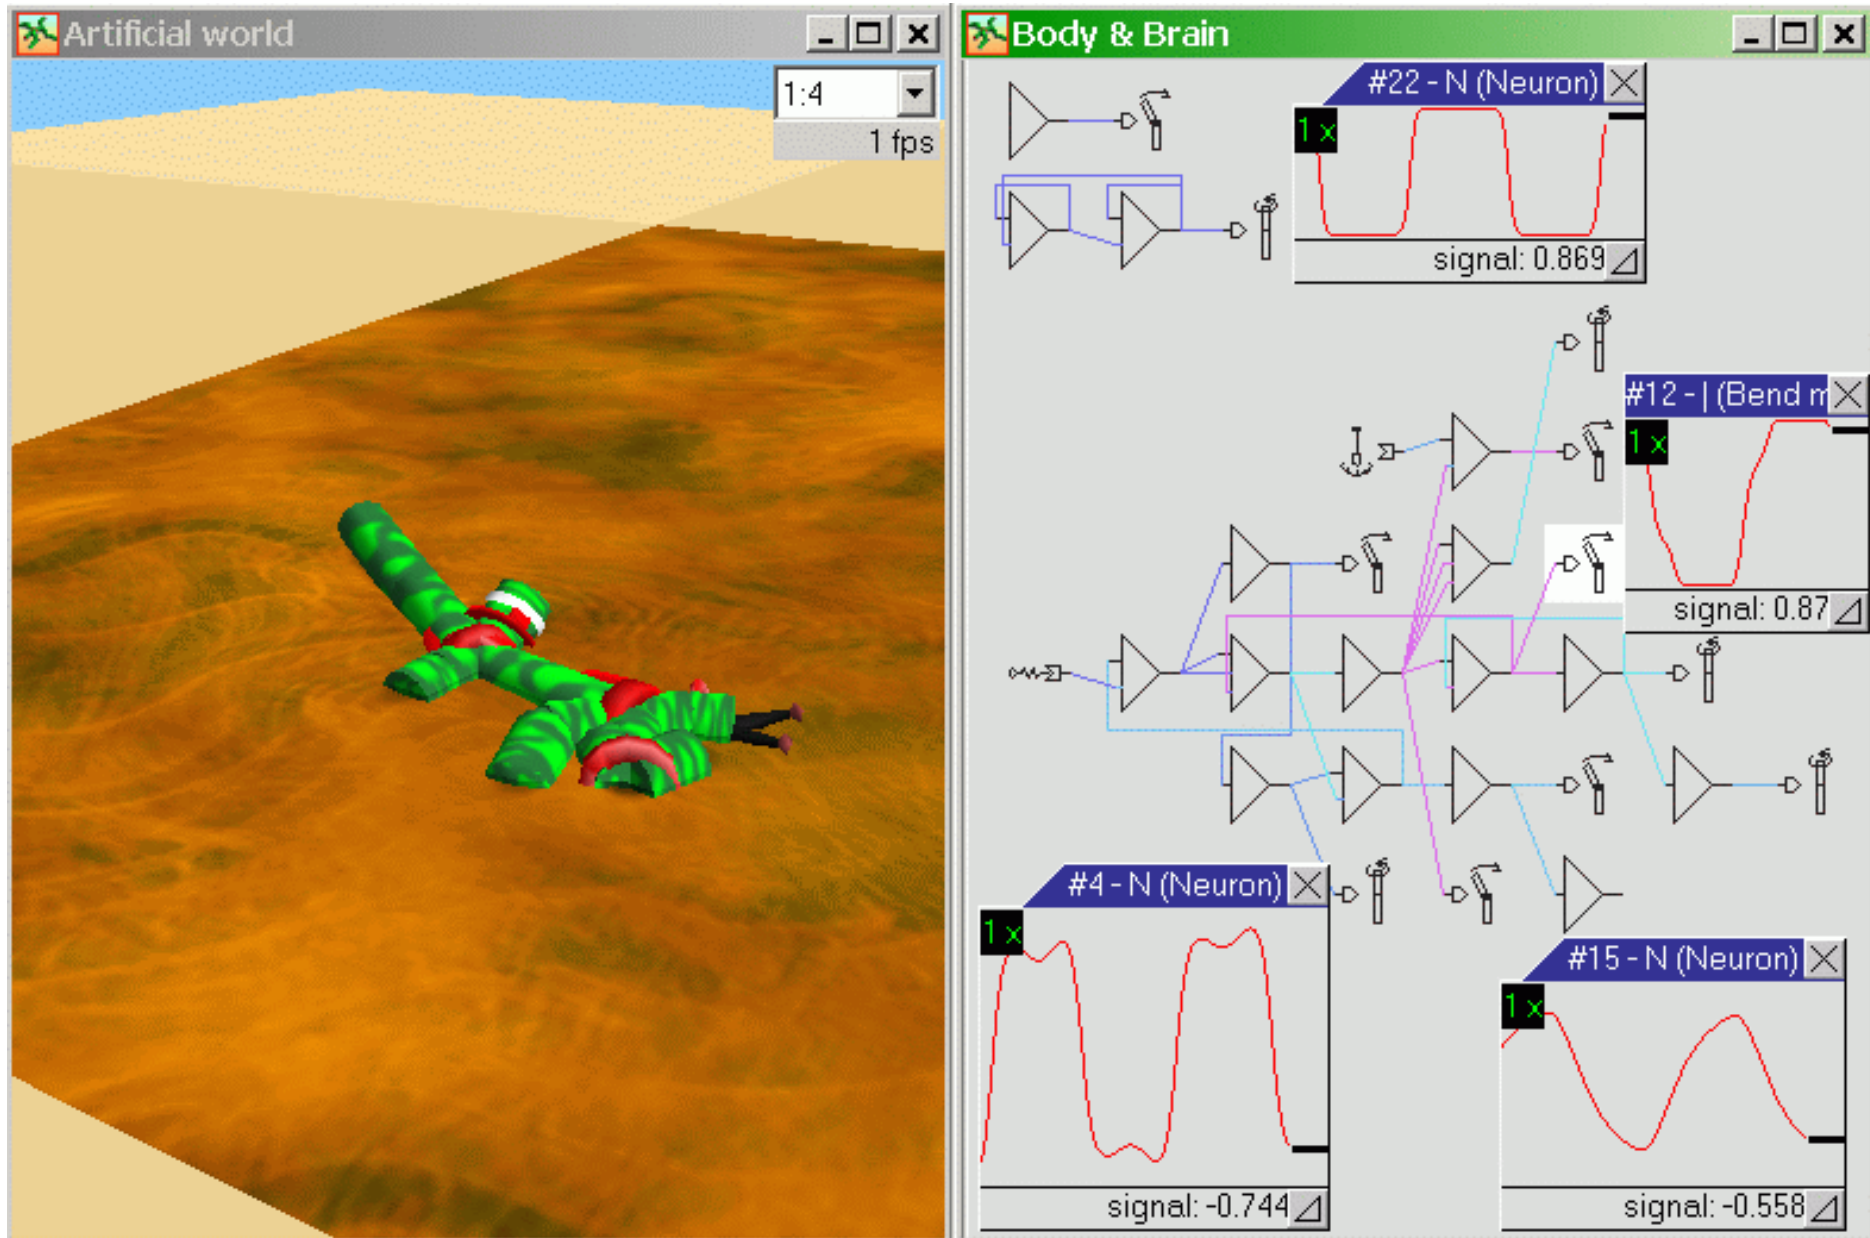 Artificial world
1:4
1 fps
Body & Brain
#22 - N (Neuron)
1 x
signal: 0.869
#12 - | (Bend m
1 x
signal: 0.87
#4 - N (Neuron)
1 x
signal: -0.744
#15 - N (Neuron)
1 x
signal: -0.558